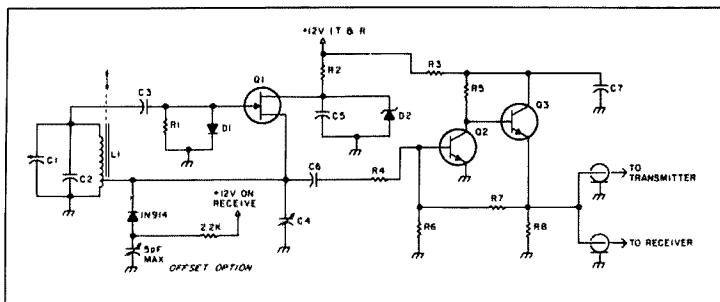 +12V (T & R
R3
Q1
R2
C3
R5
C7
Q3
C5
D2
R1
D1
Q2
C1
L1
C2
C6
R4
TO
TRANSMITTER
+12V ON
RECEIVE
R7
IN914
C4
R6
R8
2.2K
TO RECEIVER
5pF
MAX
OFFSET OPTION